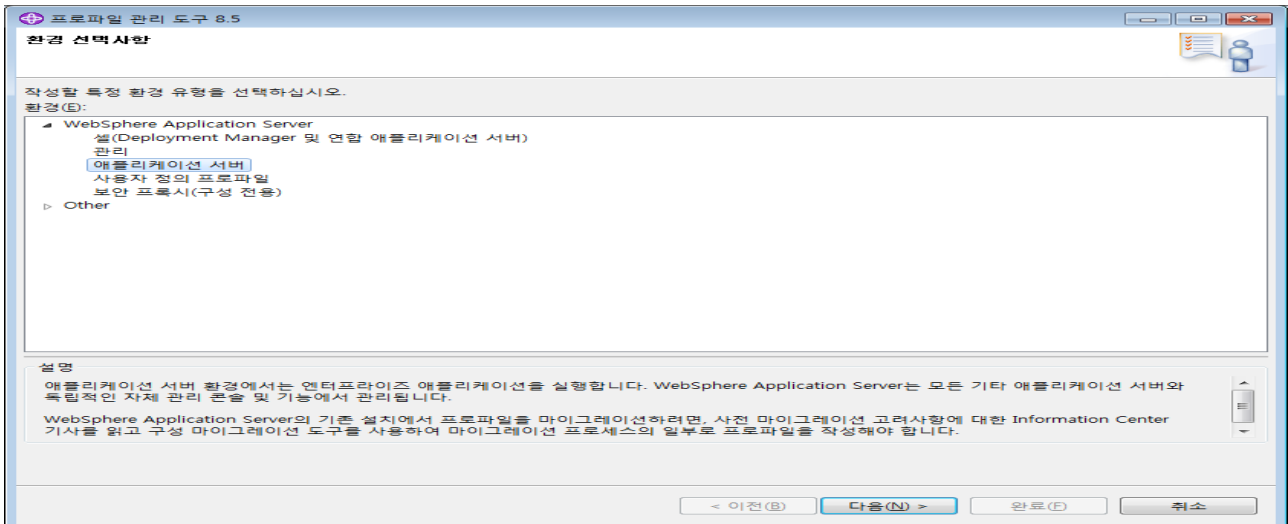 프로파일 관리 도구 8.5
환경 선택사항
작성할 특정 환경 유형을 선택하십시오.
환경(E):
WebSphere Application Server
셀(Deployment Manager 및 연합 애플리케이션 서버)
관리
애플리케이션 서버
사용자 정의 프로파일
보안 프록시(구성 전용)
Other
설명
애플리케이션 서버 환경에서는 엔터프라이즈 애플리케이션을 실행합니다. WebSphere Application Server는 모든 기타 애플리케이션 서버와
독립적인 자체 관리 콘솔 및 기능에서 관리됩니다.
WebSphere Application Server의 기존 설치에서 프로파일을 마이그레이션하려면, 사전 마이그레이션 고려사항에 대한 Information Center
기사를 읽고 구성 마이그레이션 도구를 사용하여 마이그레이션 프로세스의 일부로 프로파일을 작성해야 합니다.
< 이전(B) 다음(N) > 완료(F) 취소